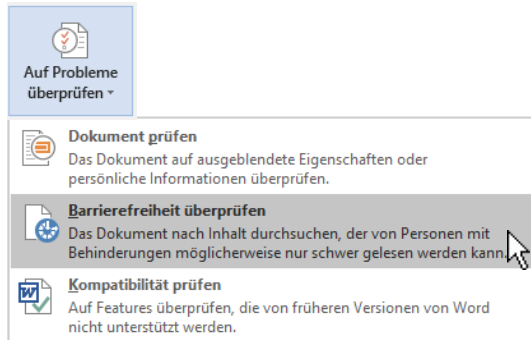 Auf Probleme
überprüfen
Dokument prüfen
Das Dokument auf ausgeblendete Eigenschaften oder
persönliche Informationen überprüfen.
Barrierefreiheit überprüfen
Das Dokument nach Inhalt durchsuchen, der von Personen mit
Behinderungen möglicherweise nur schwer gelesen werden kann.
Kompatibilität prüfen
Auf Features überprüfen, die von früheren Versionen von Word
nicht unterstützt werden.